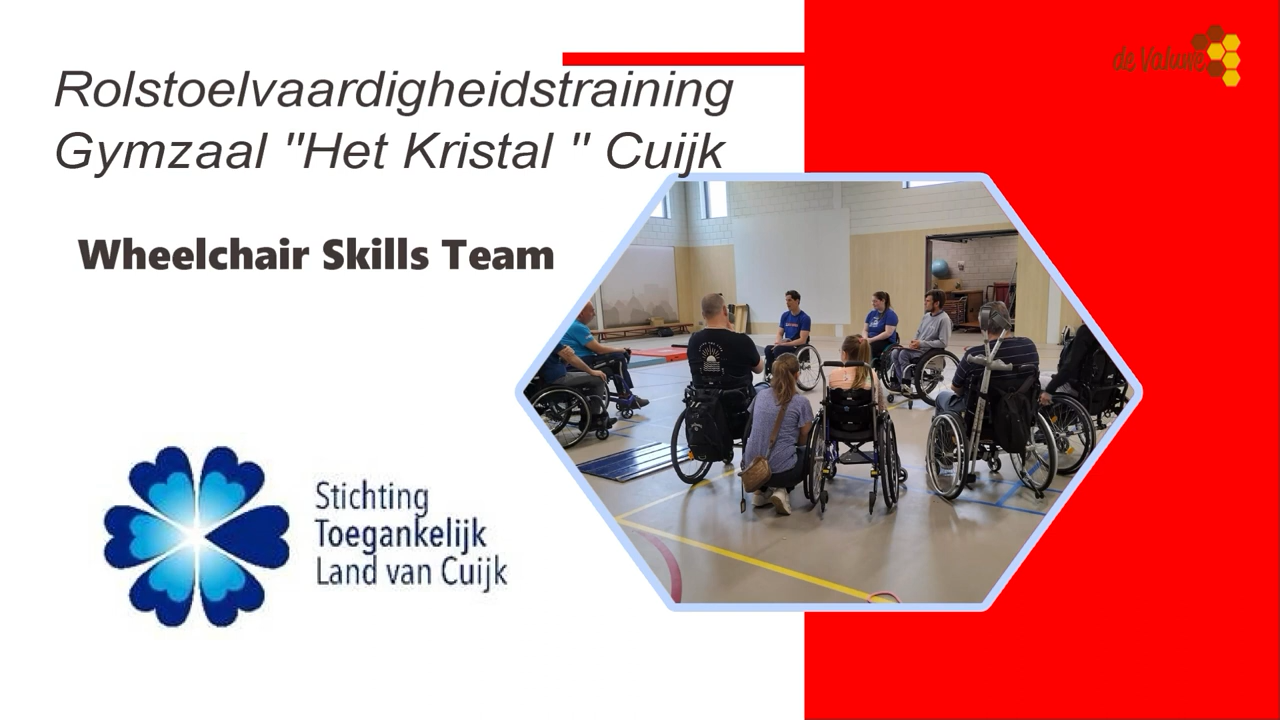 Rolstoelvaardigheidstraining
Gymzaal "Het Kristal " Cuijk
Wheelchair Skills Team
Stichting
Toegankelijk
Land van Cuijk
de Valuwe